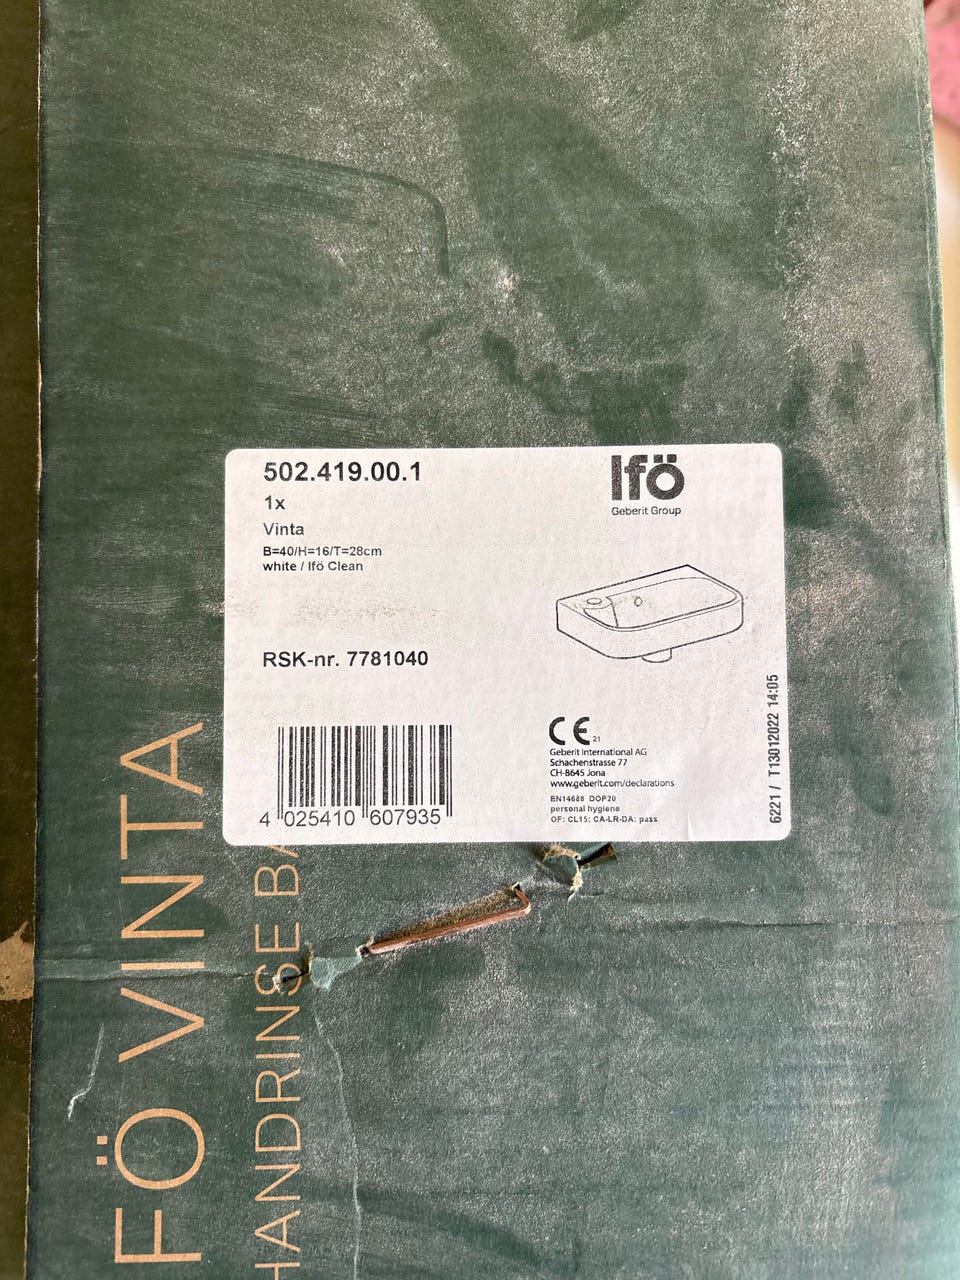 502.419.00.1
1x
Vinta
B=40/H=16/T=28cm
white / Ifö Clean
RSK-nr. 7781040
4 025410 607935
Ifö
Geberit Group
CE
21
Geberit International AG
Schachenstrasse 77
CH-8645 Jona
www.geberit.com/declarations
EN14688 DOP20
personal hygiene
OF: CL15: CA-LR-DA: pass
6221 / T13012022 14:05
FÖ VINTA
HANDRINSE BA